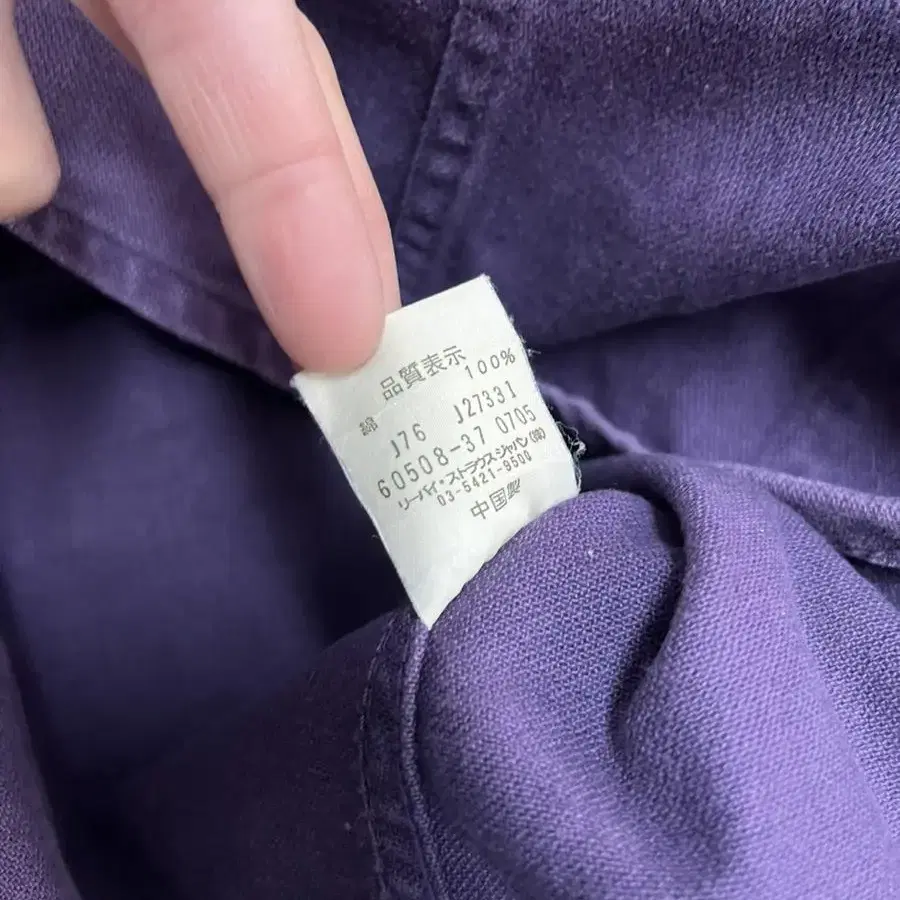 品質表示
綿 100%
J76 J27331
60508-37 0705
リーバイ・ストラウスジャパン(株)
03-5421-9500
中国製